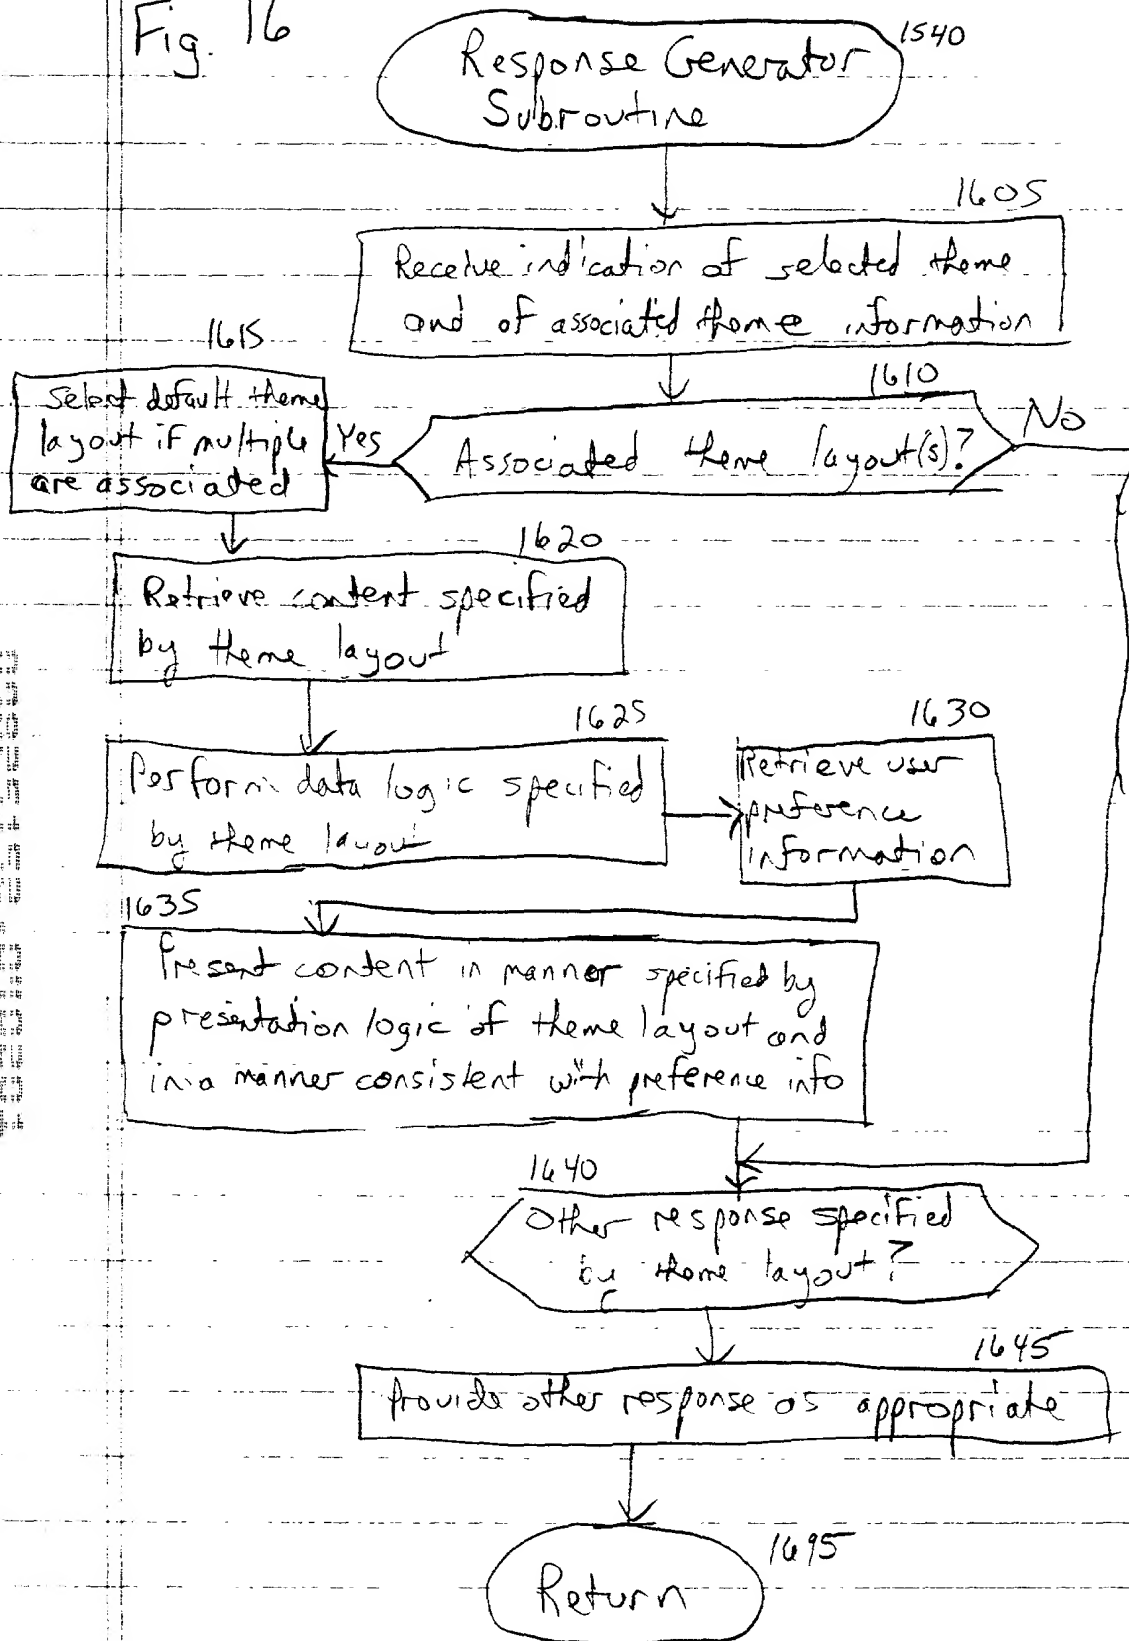 Fig. 16
1540
Response Generator
Subroutine
1605
Receive indication of selected theme
and of associated theme information
1610
Associated theme layout(s)?
No
Yes
1615
Select default theme
layout if multiple
are associated
1620
Retrieve content specified
by theme layout
1625
Perform data logic specified
by theme layout
1630
Retrieve user
preference
information
1635
Present content in manner specified by
presentation logic of theme layout and
in a manner consistent with preference info
1640
Other response specified
by theme layout?
1645
Provide other response as appropriate
1695
Return